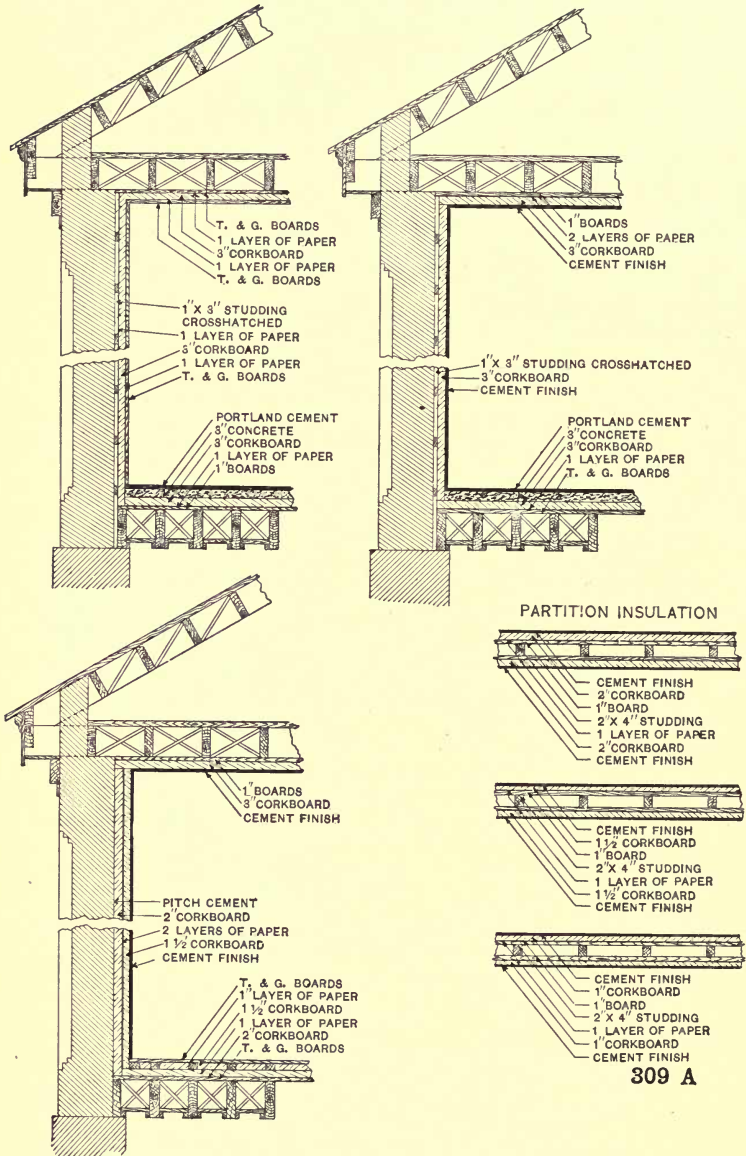 T. & G. BOARDS
1 LAYER OF PAPER
3"CORKBOARD
1 LAYER OF PAPER
T. & G. BOARDS
1"X 3" STUDDING
CROSSHATCHED
1 LAYER OF PAPER
3"CORKBOARD
1 LAYER OF PAPER
T. & G. BOARDS
PORTLAND CEMENT
3"CONCRETE
3"CORKBOARD
1 LAYER OF PAPER
1"BOARDS
1"BOARDS
2 LAYERS OF PAPER
3"CORKBOARD
CEMENT FINISH
1"X 3" STUDDING CROSSHATCHED
3"CORKBOARD
CEMENT FINISH
PORTLAND CEMENT
3"CONCRETE
3"CORKBOARD
1 LAYER OF PAPER
T. & G. BOARDS
1"BOARDS
3"CORKBOARD
CEMENT FINISH
PITCH CEMENT
2"CORKBOARD
2 LAYERS OF PAPER
1 1/2" CORKBOARD
CEMENT FINISH
T. & G. BOARDS
1"LAYER OF PAPER
1 1/2"CORKBOARD
1 LAYER OF PAPER
2"CORKBOARD
T. & G. BOARDS
PARTITION INSULATION
CEMENT FINISH
2"CORKBOARD
1"BOARD
2"X 4" STUDDING
1 LAYER OF PAPER
2"CORKBOARD
CEMENT FINISH
CEMENT FINISH
1 1/2" CORKBOARD
1"BOARD
2"X 4" STUDDING
1 LAYER OF PAPER
1 1/2" CORKBOARD
CEMENT FINISH
CEMENT FINISH
1"CORKBOARD
1"BOARD
2"X 4" STUDDING
1 LAYER OF PAPER
1"CORKBOARD
CEMENT FINISH
309 A